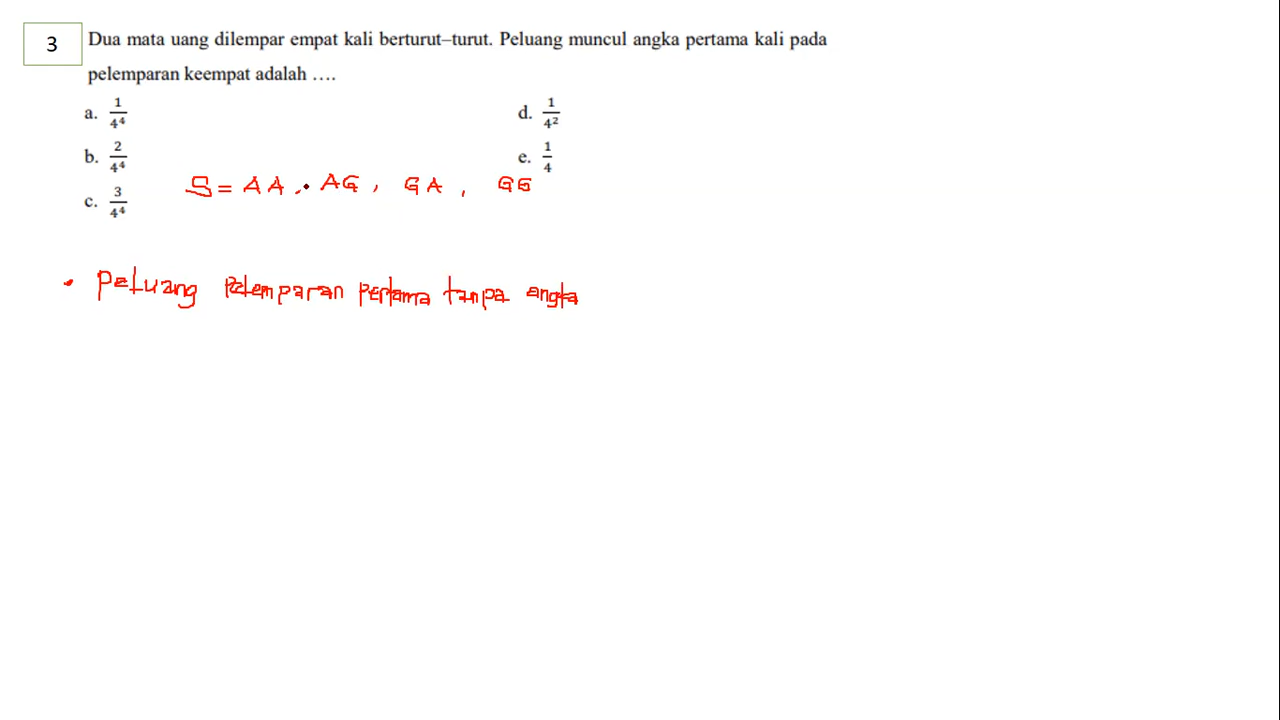 3
Dua mata uang dilempar empat kali berturut–turut. Peluang muncul angka pertama kali pada
pelemparan keempat adalah ….
a. 1/4⁴
d. 1/4²
b. 2/4⁴
e. 1/4
c. 3/4⁴
S = AA , AG , GA , GG
• Peluang pelemparan pertama tanpa angka